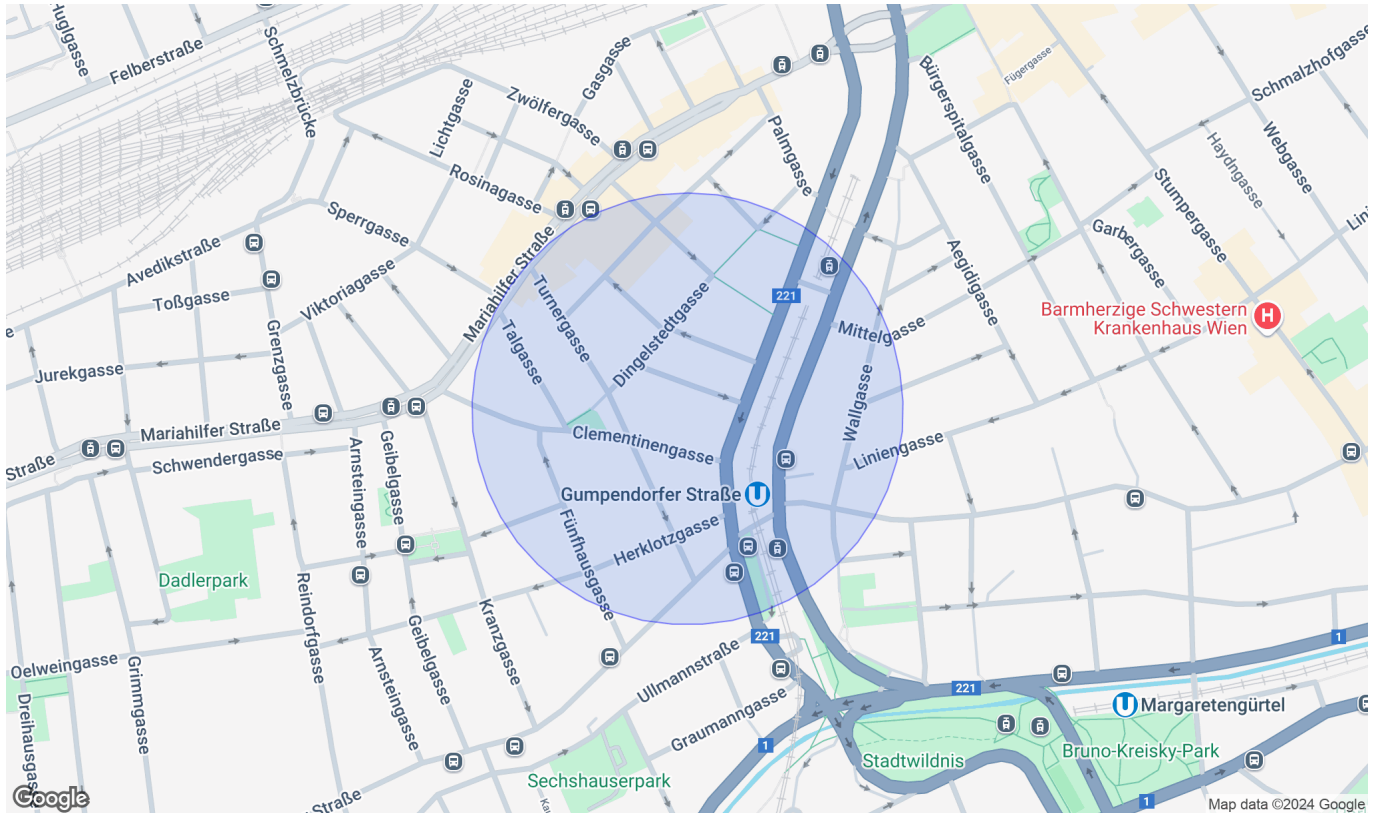 Huglgasse
Felberstraße
Schmelzbrücke
Gasgasse
Zwölfergasse
Lichtgasse
Rosinagasse
Palmgasse
Fügergasse
Bürgerspitalgasse
Schmalzhofgasse
Webgasse
Haydngasse
Stumpergasse
Garbergasse
Sperrgasse
Avedikstraße
Toßgasse
Viktoriagasse
Mariahilfer Straße
Turnergasse
Talgasse
Dingelstedtgasse
221
Aegidigasse
Mittelgasse
Barmherzige Schwestern
Krankenhaus Wien
H
Grenzgasse
Jurekgasse
Mariahilfer Straße
Straße
Schwendergasse
Arnsteingasse
Geibelgasse
Clementinengasse
Wallgasse
Liniengasse
Gumpendorfer Straße
U
Fünfhausgasse
Herklotzgasse
Dadlerpark
Reindorfgasse
Kranzgasse
221
1
Oelweingasse
Grimmgasse
Arnsteingasse
Geibelgasse
Ullmannstraße
221
Dreihausgasse
Graumanngasse
1
U
Margaretengürtel
Bruno-Kreisky-Park
Stadtwildnis
Sechshauserpark
Straße
1
Google
Map data ©2024 Google